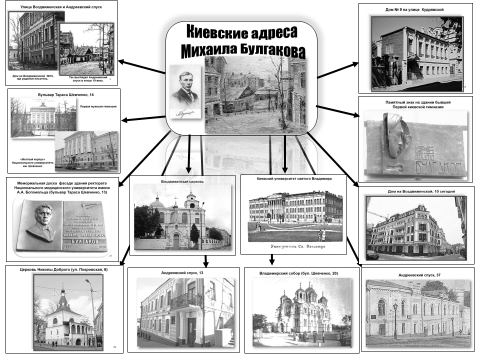 Улица Воздвиженская и Андреевский спуск
Киевские адреса
Михаила Булгакова
Дом № 9 на улице Кудрявской
Бульвар Тараса Шевченко, 14
Первая мужская гимназия
Памятный знак на здании бывшей
Первой киевской гимназии
Мемориальная доска фасаде здания ректората
Национального медицинского университета имени
А.А. Богомольца (бульвар Тараса Шевченко, 13)
БУЛГАКОВ
Воздвиженская церковь
Киевский университет святого Владимира
Дом на Воздвиженской, 10 сегодня
Церковь Николы Доброго (ул. Покровская, 6)
Андреевский спуск, 13
Владимирский собор (бул. Шевченко, 20)
Андреевский спуск, 37